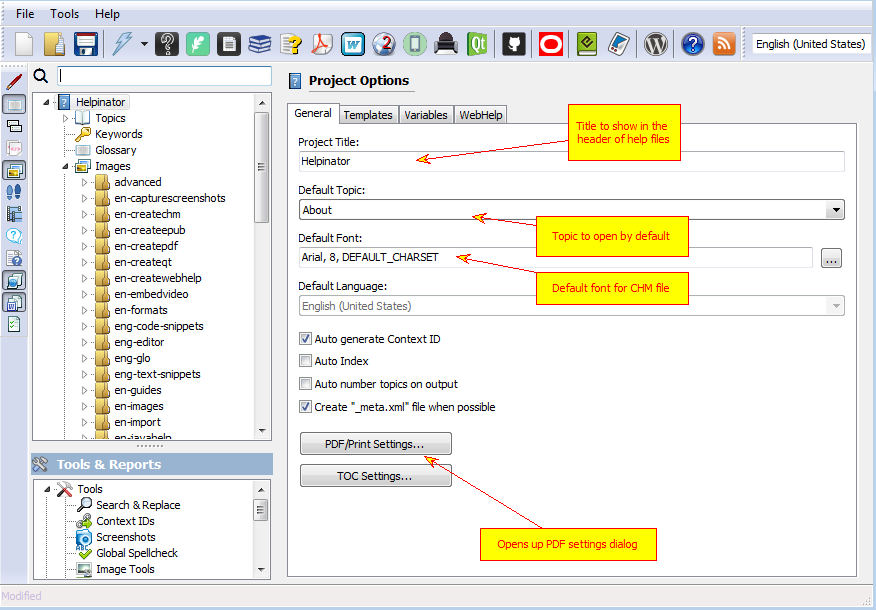 File Tools Help
English (United States)
Helpinator
Topics
Keywords
Glossary
Images
advanced
en-capturescreenshots
en-createchm
en-createepub
en-createpdf
en-createqt
en-createwebhelp
en-embedvideo
en-formats
eng-code-snippets
eng-editor
eng-glo
eng-text-snippets
en-guides
en-images
en-import
en-javahelp
Tools & Reports
Tools
Search & Replace
Context IDs
Screenshots
Global Spellcheck
Image Tools
Project Options
General Templates Variables WebHelp
Project Title:
Helpinator
Title to show in the
header of help files
Default Topic:
About
Topic to open by default
Default Font:
Arial, 8, DEFAULT_CHARSET
...
Default font for CHM file
Default Language:
English (United States)
Auto generate Context ID
Auto Index
Auto number topics on output
Create "_meta.xml" file when possible
PDF/Print Settings...
TOC Settings...
Opens up PDF settings dialog
Modified